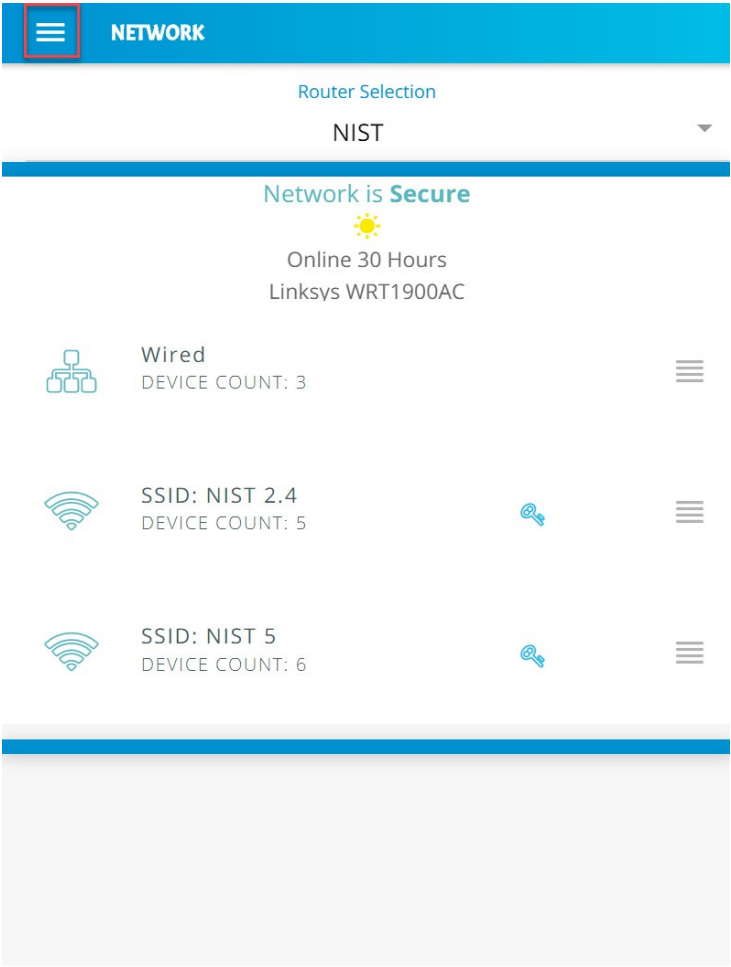 NETWORK
Router Selection
NIST
Network is Secure
Online 30 Hours
Linksys WRT1900AC
Wired
DEVICE COUNT: 3
SSID: NIST 2.4
DEVICE COUNT: 5
SSID: NIST 5
DEVICE COUNT: 6